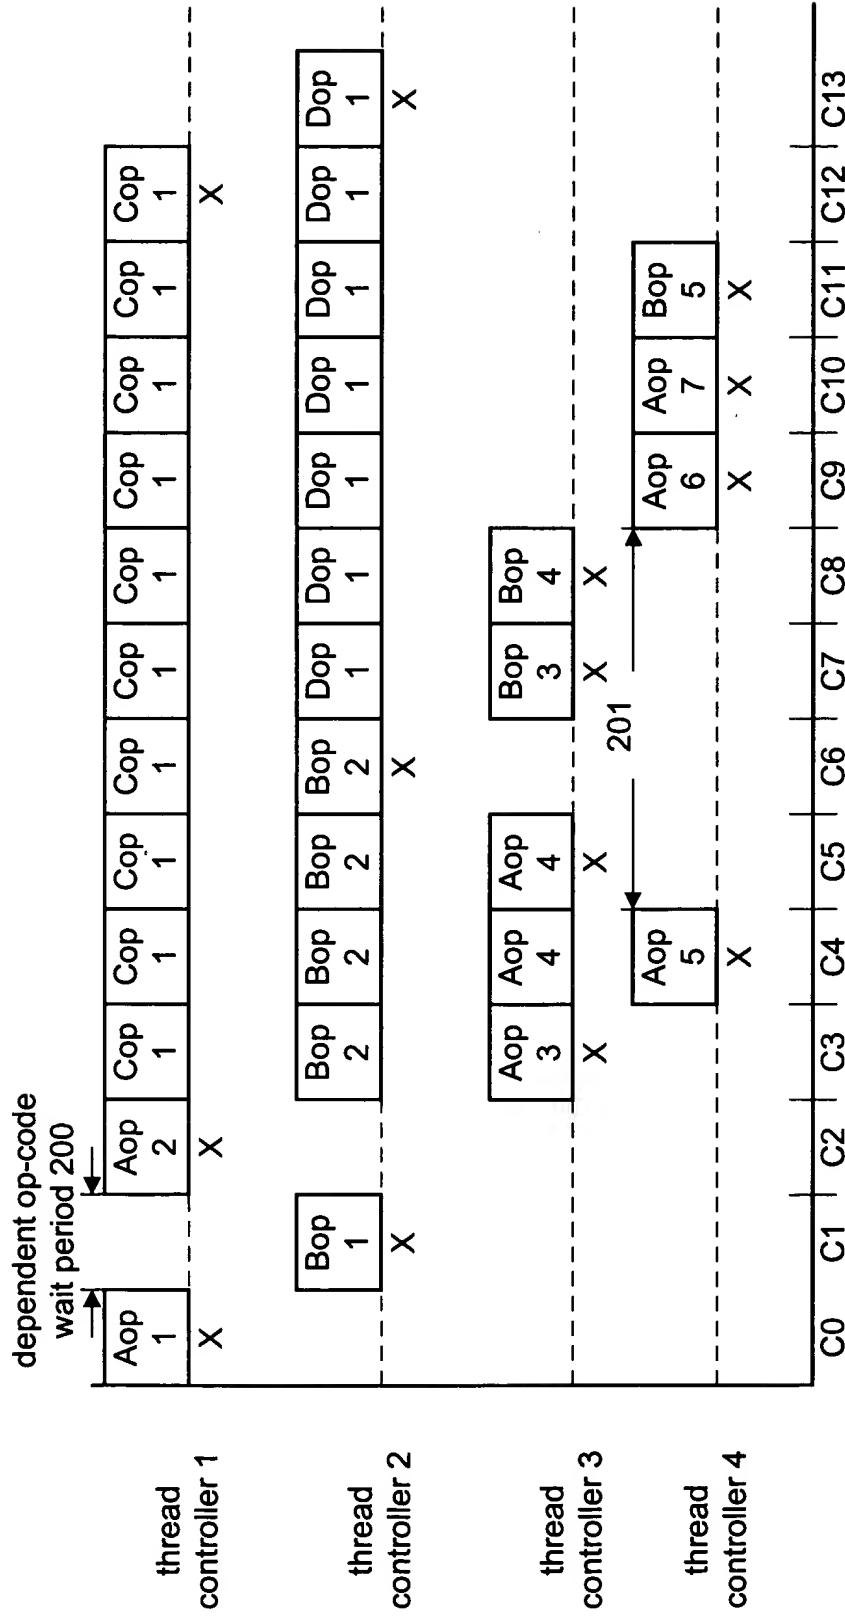 dependent op-code
wait period 200
thread
controller 1
Aop
1
X
Aop
2
X
Cop
1
Cop
1
Cop
1
Cop
1
Cop
1
Cop
1
Cop
1
Cop
1
Cop
1
Cop
1
X
thread
controller 2
Bop
1
X
Bop
2
Bop
2
Bop
2
Bop
2
X
Dop
1
Dop
1
Dop
1
Dop
1
Dop
1
Dop
1
Dop
1
X
thread
controller 3
Aop
3
X
Aop
4
Aop
4
X
Bop
3
X
Bop
4
X
201
thread
controller 4
Aop
5
X
Aop
6
X
Aop
7
X
Bop
5
X
C0 C1 C2 C3 C4 C5 C6 C7 C8 C9 C10 C11 C12 C13